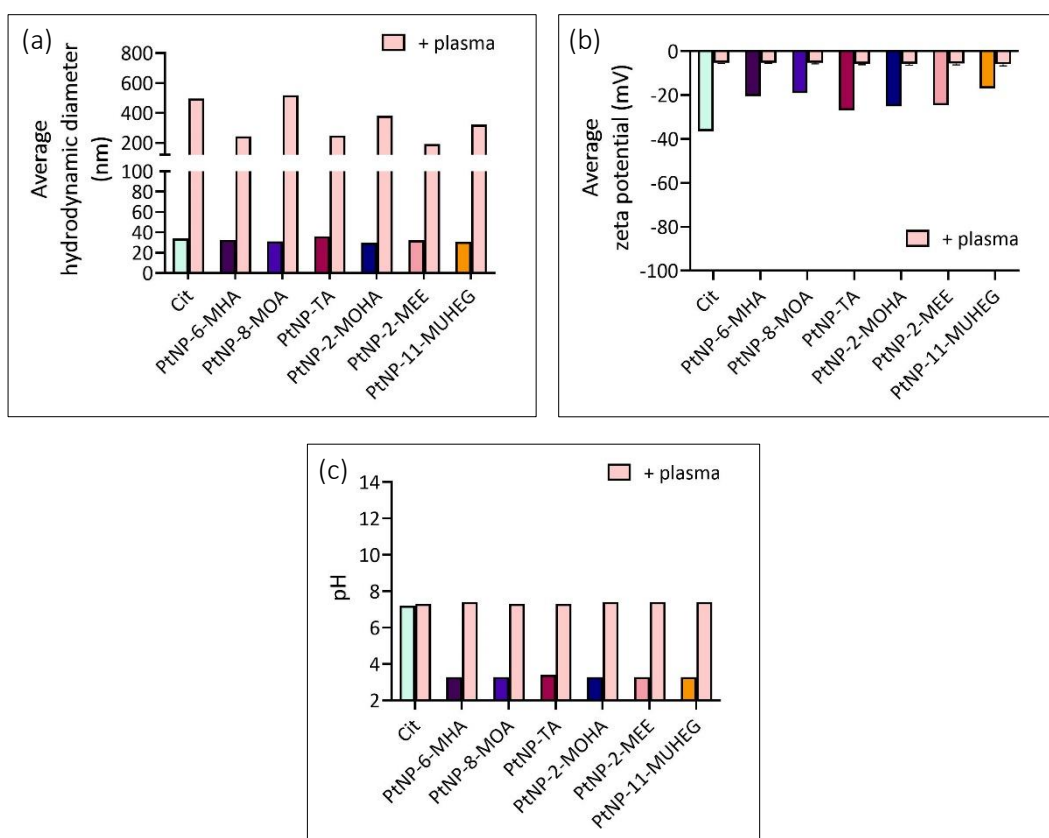 (a)
+ plasma
Average
hydrodynamic diameter
(nm)
800
600
400
200
100
80
60
40
20
0
Cit
PtNP-6-MHA
PtNP-8-MOA
PtNP-TA
PtNP-2-MOHA
PtNP-2-MEE
PtNP-11-MUHEG
(b)
Average
zeta potential (mV)
0
-20
-40
-60
-80
-100
+ plasma
Cit
PtNP-6-MHA
PtNP-8-MOA
PtNP-TA
PtNP-2-MOHA
PtNP-2-MEE
PtNP-11-MUHEG
(c)
+ plasma
pH
14
12
10
8
6
4
2
Cit
PtNP-6-MHA
PtNP-8-MOA
PtNP-TA
PtNP-2-MOHA
PtNP-2-MEE
PtNP-11-MUHEG